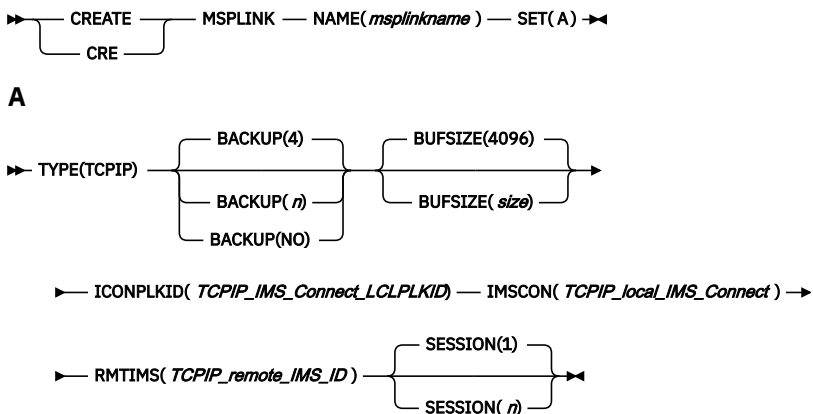 CREATE MSPLINK NAME(msplinkname) SET(A)
CRE
A
BACKUP(4) BUFSIZE(4096)
TYPE(TCPIP)
BACKUP(n) BUFSIZE(size)
BACKUP(NO)
ICONPLKID(TCPIP_IMS_Connect_LCLPLKID) IMSCON(TCPIP_local_IMS_Connect)
SESSION(1)
RMTIMS(TCPIP_remote_IMS_ID)
SESSION(n)